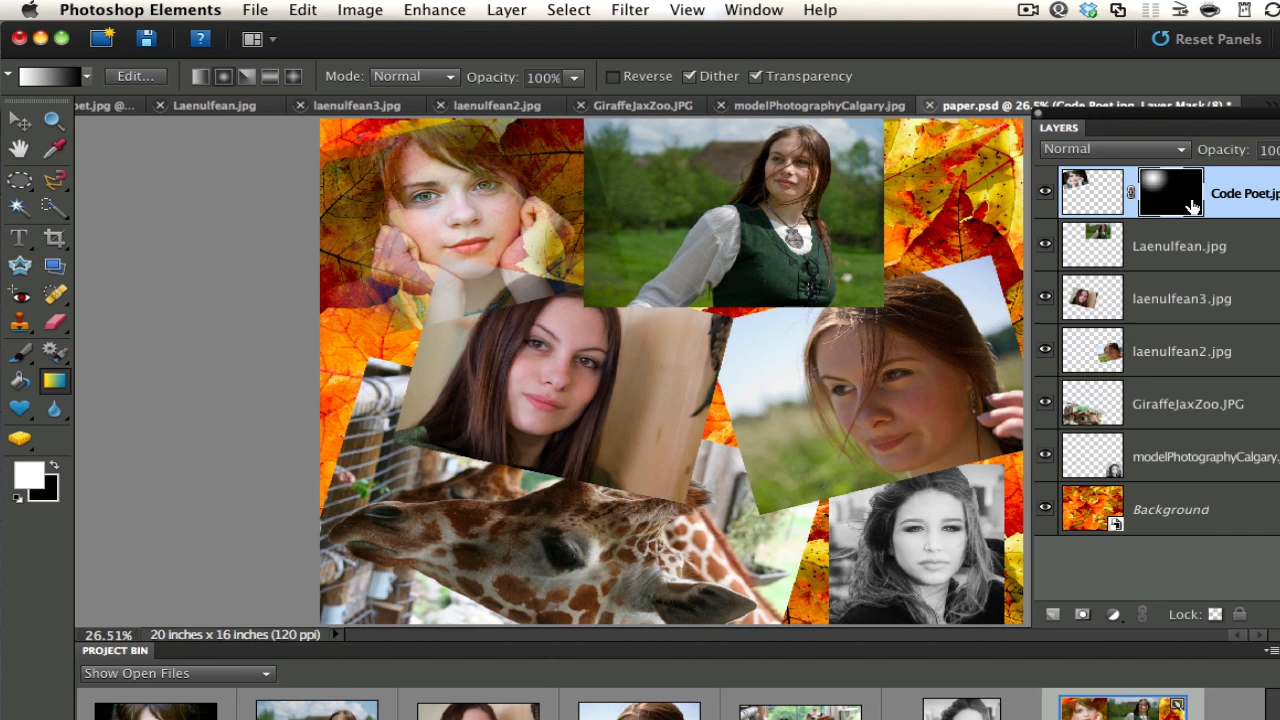 Photoshop Elements File Edit Image Enhance Layer Select Filter View Window Help
Reset Panels
Edit... Mode: Normal Opacity: 100% Reverse Dither Transparency
oet.jpg @... Laenulfean.jpg laenulfean3.jpg laenulfean2.jpg GiraffeJaxZoo.JPG modelPhotographyCalgary.jpg paper.psd @ 26.5% (Code Poet.jpg, Layer Mask/8) *
LAYERS
Normal Opacity: 100
Code Poet.jp
Laenulfean.jpg
laenulfean3.jpg
laenulfean2.jpg
GiraffeJaxZoo.JPG
modelPhotographyCalgary.
Background
Lock:
26.51% 20 inches x 16 inches (120 ppi)
PROJECT BIN
Show Open Files